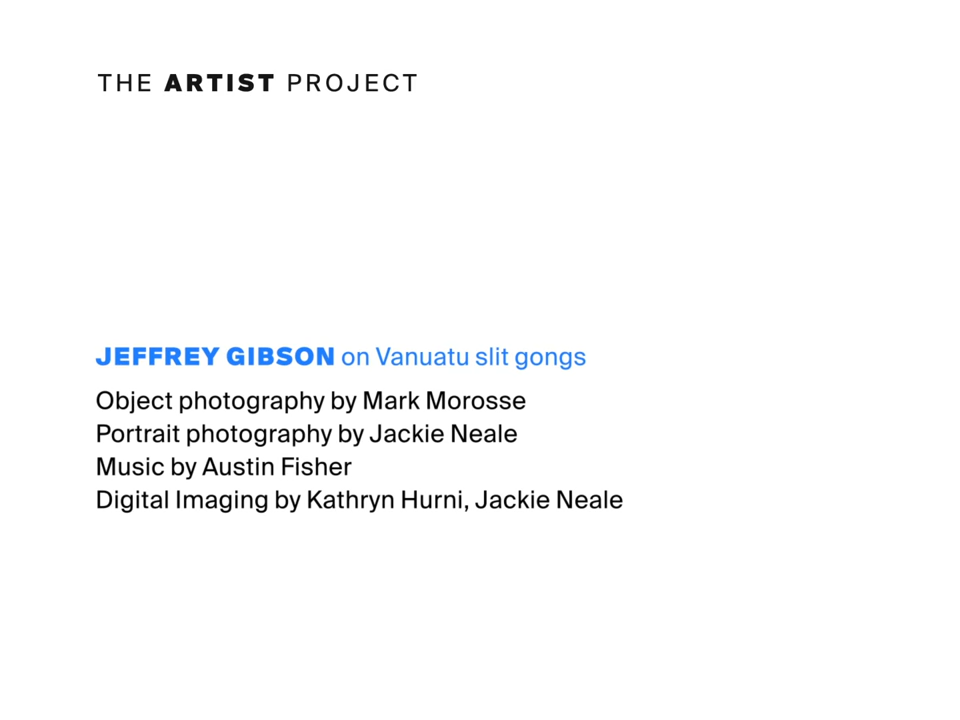 THE ARTIST PROJECT
JEFFREY GIBSON on Vanuatu slit gongs
Object photography by Mark Morosse
Portrait photography by Jackie Neale
Music by Austin Fisher
Digital Imaging by Kathryn Hurni, Jackie Neale